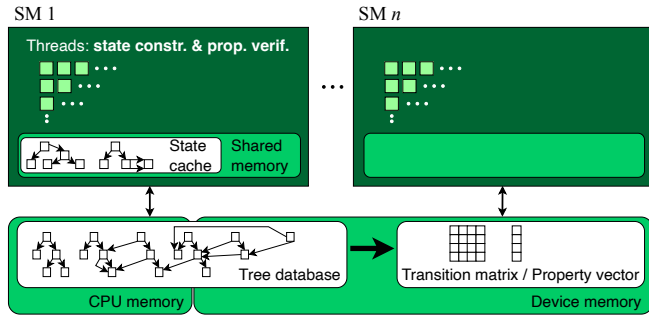 SM 1
SM n
Threads: state constr. & prop. verif.
State
cache
Shared
memory
Tree database
Transition matrix / Property vector
CPU memory
Device memory